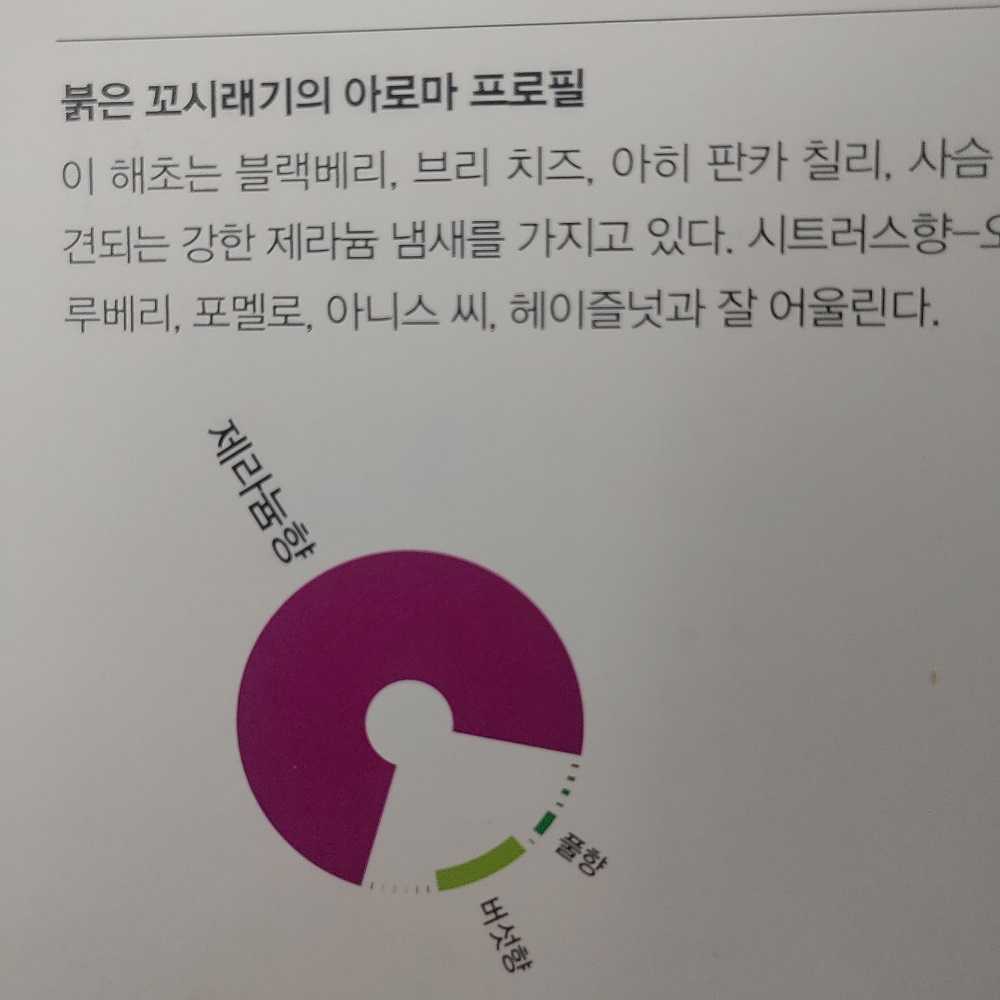 붉은 꼬시래기의 아로마 프로필
이 해초는 블랙베리, 브리 치즈, 아히 판카 칠리, 사슴
견되는 강한 제라늄 냄새를 가지고 있다. 시트러스향–오
루베리, 포멜로, 아니스 씨, 헤이즐넛과 잘 어울린다.
제라늄향
풀향
버섯향